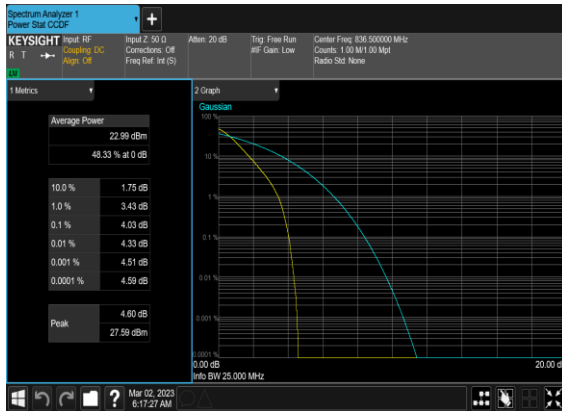 Spectrum Analyzer 1
Power Stat CCDF
+
KEYSIGHT
R T
LXI
Input: RF
Coupling: DC
Align: Off
Input Z: 50 Ω
Corrections: Off
Freq Ref: Int (S)
Atten: 20 dB
Trig: Free Run
#IF Gain: Low
Center Freq: 836.500000 MHz
Counts: 1.00 M/1.00 Mpt
Radio Std: None
1 Metrics
Average Power
22.99 dBm
48.33 % at 0 dB
10.0 % 1.75 dB
1.0 % 3.43 dB
0.1 % 4.03 dB
0.01 % 4.33 dB
0.001 % 4.51 dB
0.0001 % 4.59 dB
Peak
4.60 dB
27.59 dBm
2 Graph
Gaussian
100 %
10 %
1 %
0.1 %
0.01 %
0.001 %
0.0001 %
0.00 dB
20.00 d
Info BW 25.000 MHz
?
Mar 02, 2023
6:17:27 AM